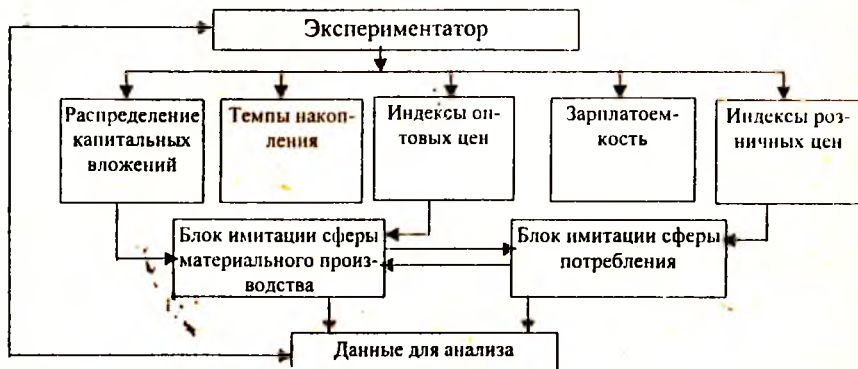 Экспериментатор
Распределение
капитальных
вложений
Темпы накоп-
ления
Индексы оп-
товых цен
Зарплатоем-
кость
Индексы роз-
ничных цен
Блок имитации сферы
материального произ-
водства
Блок имитации сферы
потребления
Данные для анализа